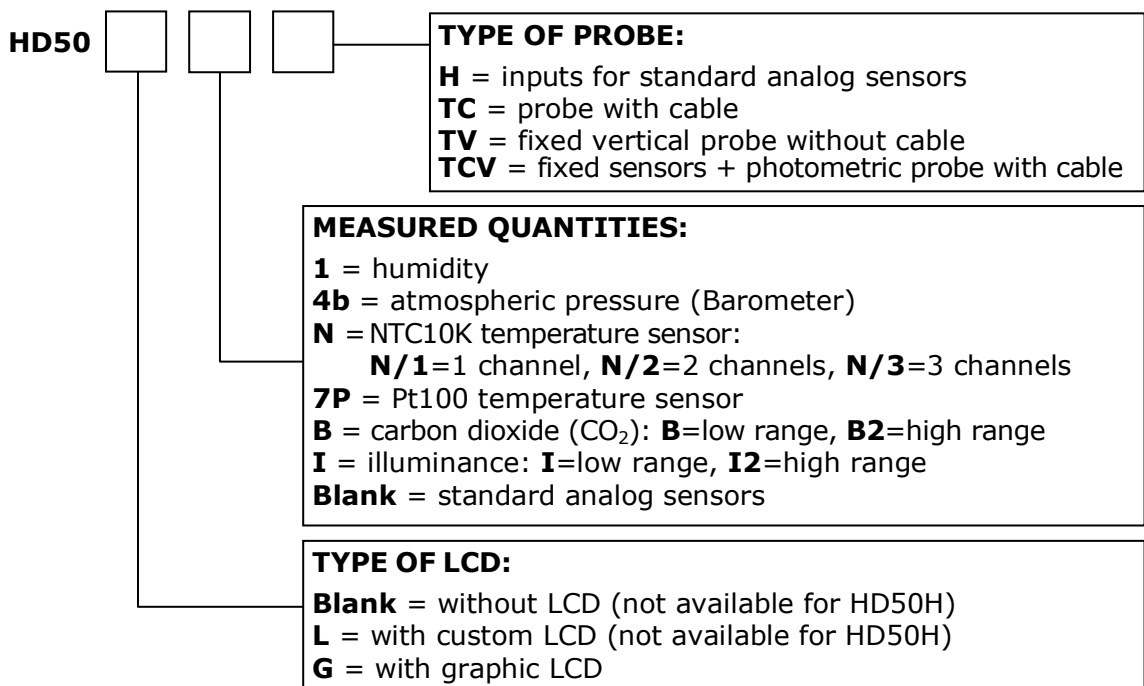 HD50
TYPE OF PROBE:
H = inputs for standard analog sensors
TC = probe with cable
TV = fixed vertical probe without cable
TCV = fixed sensors + photometric probe with cable
MEASURED QUANTITIES:
1 = humidity
4b = atmospheric pressure (Barometer)
N = NTC10K temperature sensor:
N/1=1 channel, N/2=2 channels, N/3=3 channels
7P = Pt100 temperature sensor
B = carbon dioxide (CO₂): B=low range, B2=high range
I = illuminance: I=low range, I2=high range
Blank = standard analog sensors
TYPE OF LCD:
Blank = without LCD (not available for HD50H)
L = with custom LCD (not available for HD50H)
G = with graphic LCD